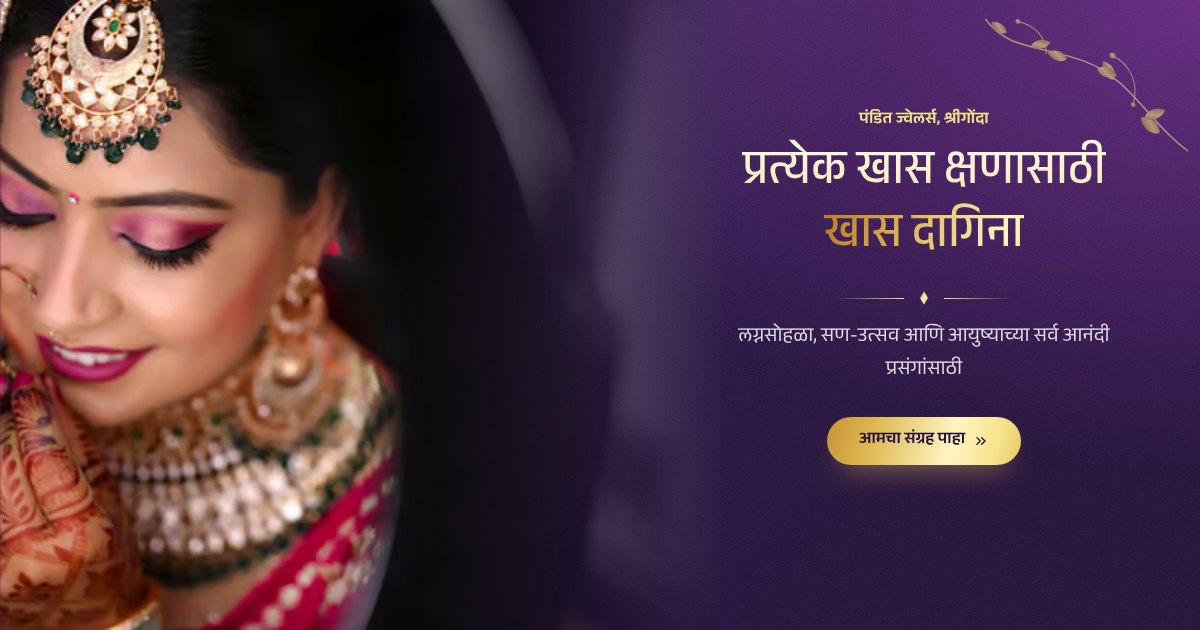 पंडित ज्वेलर्स, श्रीगोंदा
प्रत्येक खास क्षणासाठी
खास दागिना
लग्नसोहळा, सण-उत्सव आणि आयुष्याच्या सर्व आनंदी
प्रसंगांसाठी
आमचा संग्रह पाहा »